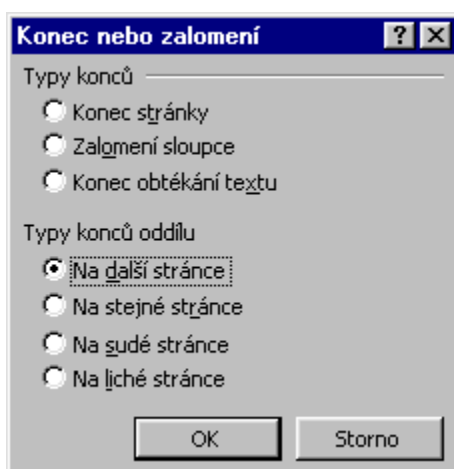 Konec nebo zalomení
Typy konců
Konec stránky
Zalomení sloupce
Konec obtékání textu
Typy konců oddílu
Na další stránce
Na stejné stránce
Na sudé stránce
Na liché stránce
OK Storno